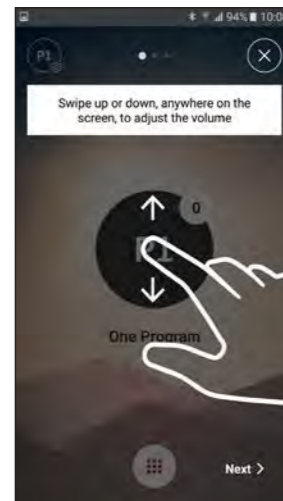 94% 10:0
P1
Swipe up or down, anywhere on the
screen, to adjust the volume
0
P1
One Program
Next >